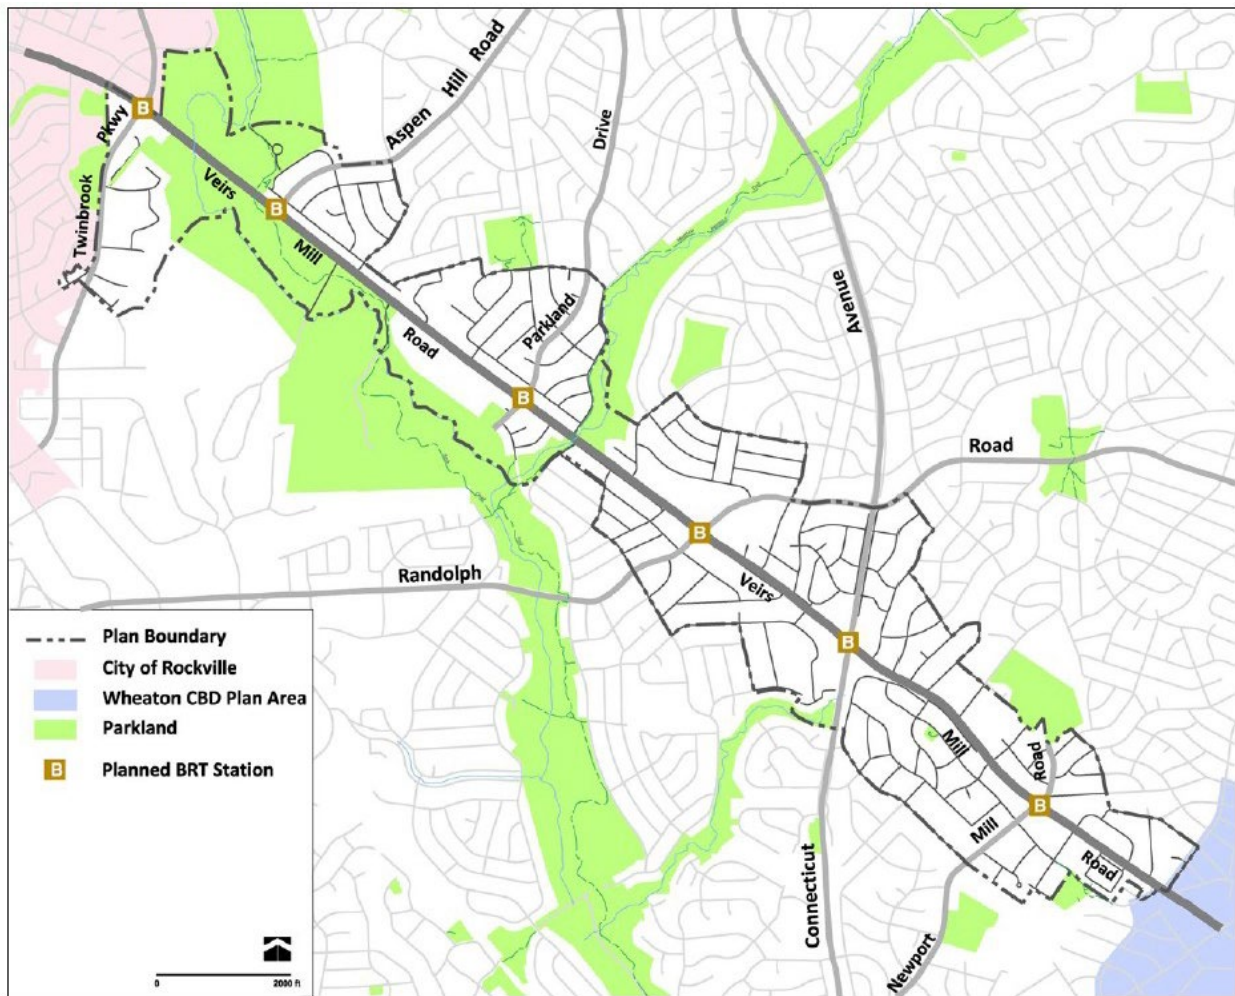 Aspen Hill Road
Drive
B
Pkwy
Twinbrook
Veirs
B
Mill
Avenue
Parkland
Road
B
Road
B
Randolph
Veirs
B
Mill
Road
B
Mill
Road
Connecticut
Newport
Plan Boundary
City of Rockville
Wheaton CBD Plan Area
Parkland
B Planned BRT Station
0 2000 ft